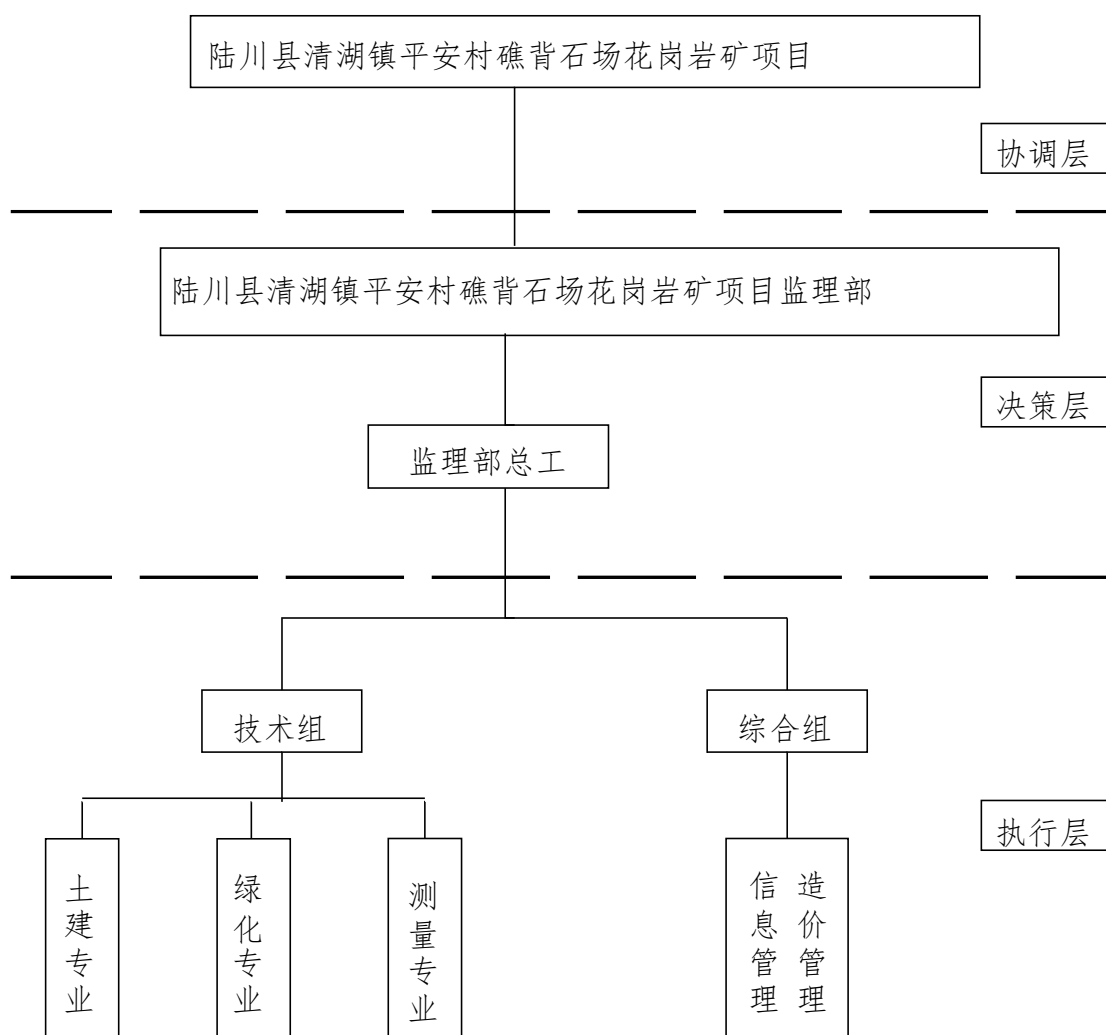 陆川县清湖镇平安村礁背石场花岗岩矿项目
协调层
陆川县清湖镇平安村礁背石场花岗岩矿项目监理部
决策层
监理部总工
技术组
综合组
执行层
土建专业
绿化专业
测量专业
信息管理
造价管理